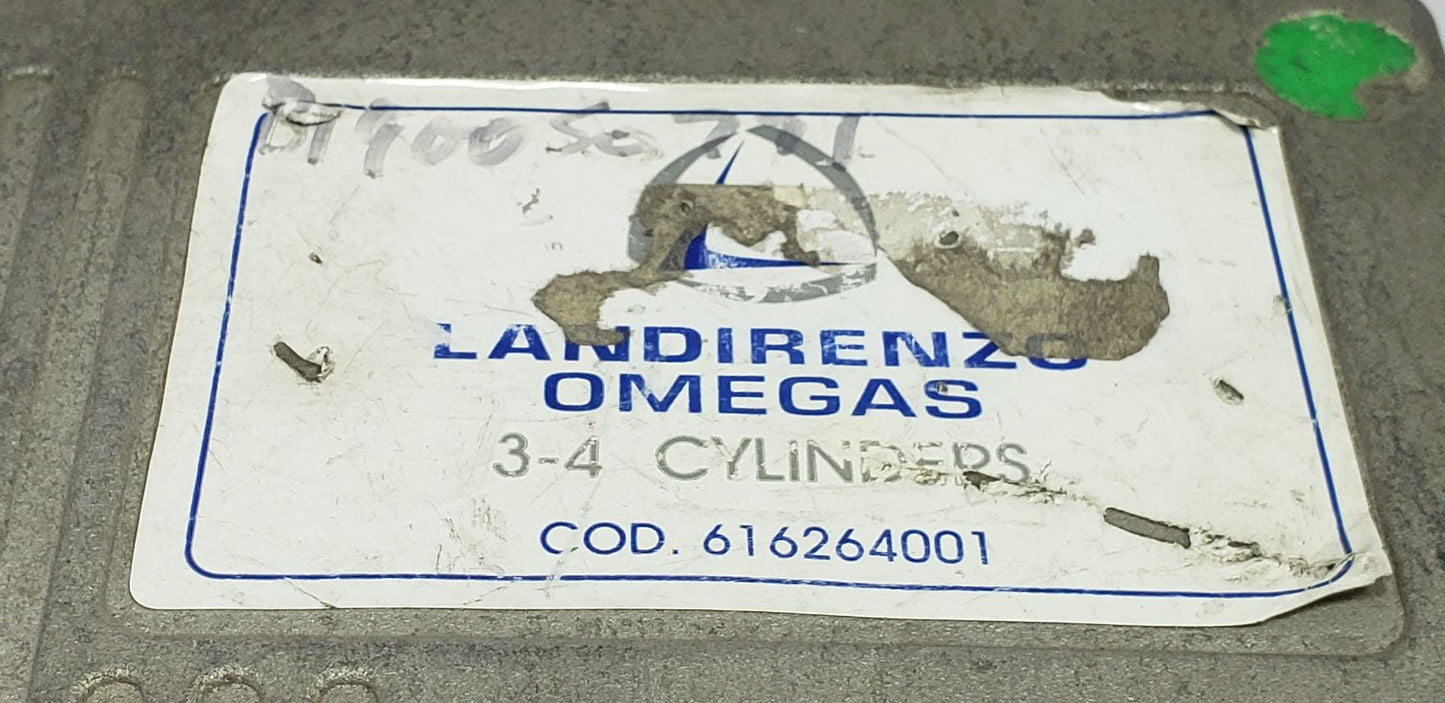 LANDIRENZO
OMEGAS
3-4 CYLINDERS
COD. 616264001